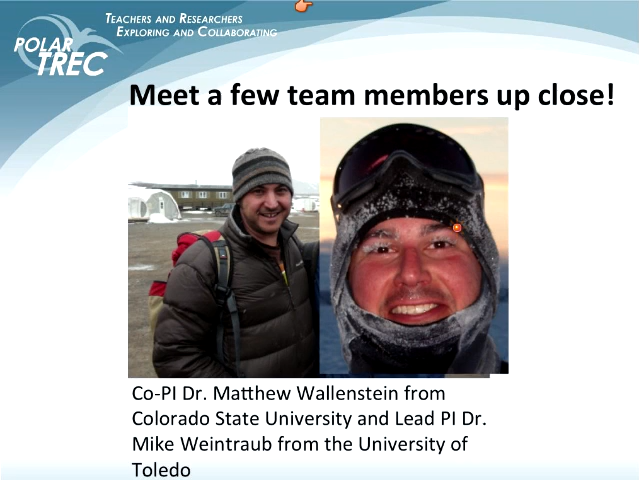 TEACHERS AND RESEARCHERS
EXPLORING AND COLLABORATING
POLAR
TREC
Meet a few team members up close!
Co-PI Dr. Matthew Wallenstein from
Colorado State University and Lead PI Dr.
Mike Weintraub from the University of
Toledo